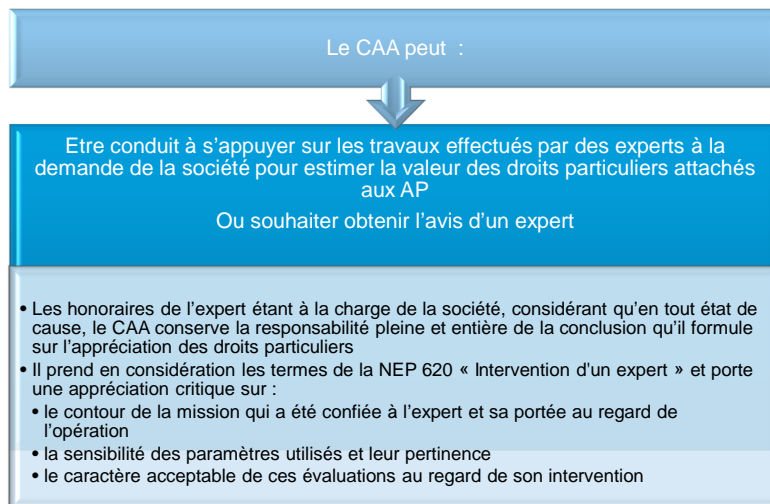 Le CAA peut :
Etre conduit à s'appuyer sur les travaux effectués par des experts à la
demande de la société pour estimer la valeur des droits particuliers attachés
aux AP
Ou souhaiter obtenir l'avis d'un expert
• Les honoraires de l'expert étant à la charge de la société, considérant qu'en tout état de
cause, le CAA conserve la responsabilité pleine et entière de la conclusion qu'il formule
sur l'appréciation des droits particuliers
• Il prend en considération les termes de la NEP 620 « Intervention d'un expert » et porte
une appréciation critique sur :
• le contour de la mission qui a été confiée à l'expert et sa portée au regard de
l'opération
• la sensibilité des paramètres utilisés et leur pertinence
• le caractère acceptable de ces évaluations au regard de son intervention